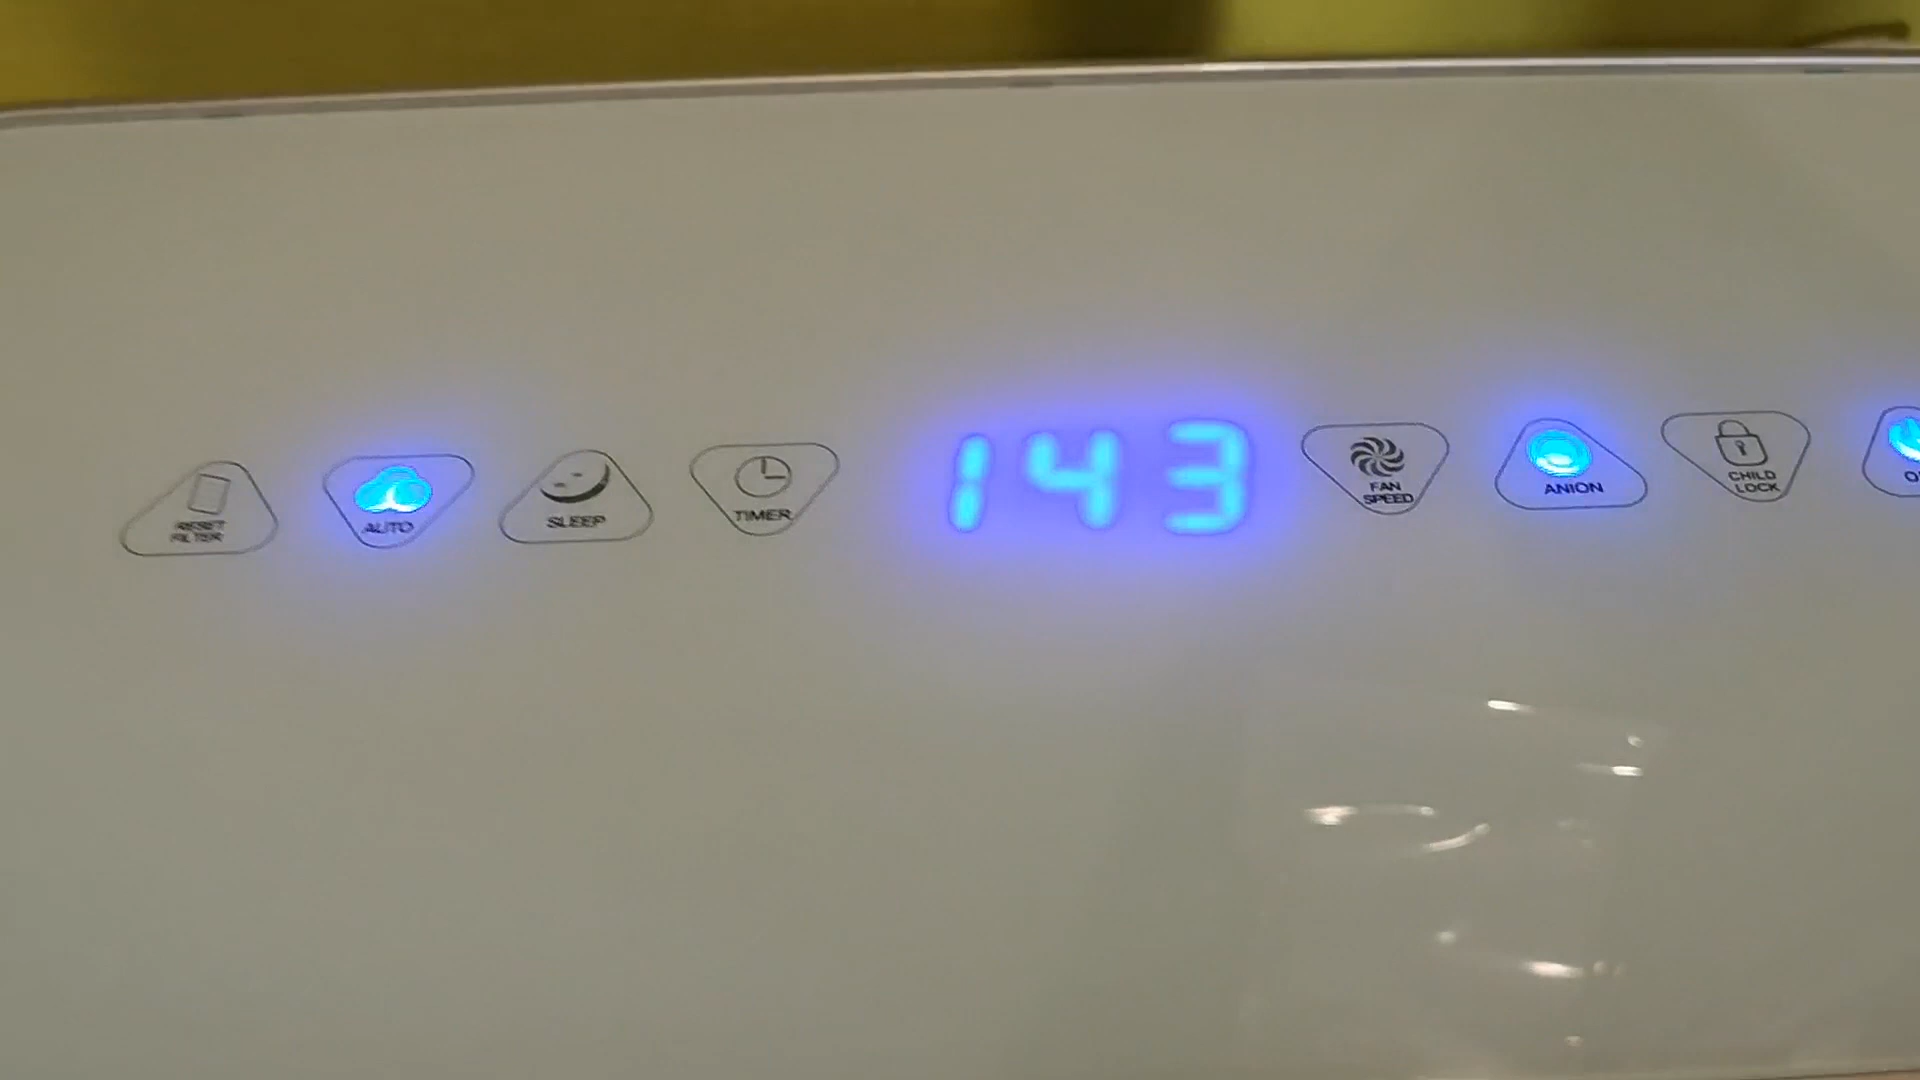 RESET
FILTER
AUTO
SLEEP
TIMER
143
FAN
SPEED
ANION
CHILD
LOCK